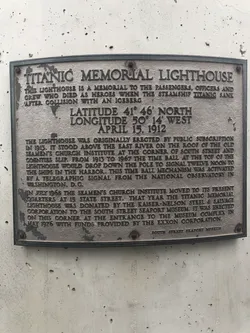 TITANIC MEMORIAL LIGHTHOUSE
THIS LIGHTHOUSE IS A MEMORIAL TO THE PASSENGERS, OFFICERS AND
CREW WHO DIED AS HEROES WHEN THE STEAMSHIP TITANIC SANK
AFTER COLLISION WITH AN ICEBERG
LATITUDE 41° 46' NORTH
LONGITUDE 50° 14' WEST
APRIL 15, 1912
THE LIGHTHOUSE WAS ORIGINALLY ERECTED BY PUBLIC SUBSCRIPTION
IN 1913. IT STOOD ABOVE THE EAST RIVER ON THE ROOF OF THE OLD
SEAMEN'S CHURCH INSTITUTE AT THE CORNER OF SOUTH STREET AND
COENTIES SLIP. FROM 1913 TO 1967 THE TIME BALL AT THE TOP OF THE
LIGHTHOUSE WOULD DROP DOWN THE POLE TO SIGNAL TWELVE NOON TO
THE SHIPS IN THE HARBOR. THIS TIME BALL MECHANISM WAS ACTIVATED
BY A TELEGRAPHIC SIGNAL FROM THE NATIONAL OBSERVATORY IN
WASHINGTON, D.C.
IN JULY 1968 THE SEAMEN'S CHURCH INSTITUTE MOVED TO ITS PRESENT
QUARTERS AT 15 STATE STREET. THAT YEAR THE TITANIC MEMORIAL
LIGHTHOUSE WAS DONATED BY THE KAISER-NELSON STEEL & SALVAGE
CORPORATION TO THE SOUTH STREET SEAPORT MUSEUM. IT WAS ERECTED
ON THIS CORNER AT THE ENTRANCE TO THE MUSEUM COMPLEX IN
MAY 1976 WITH FUNDS PROVIDED BY THE EXXON CORPORATION.
SOUTH STREET SEAPORT MUSEUM